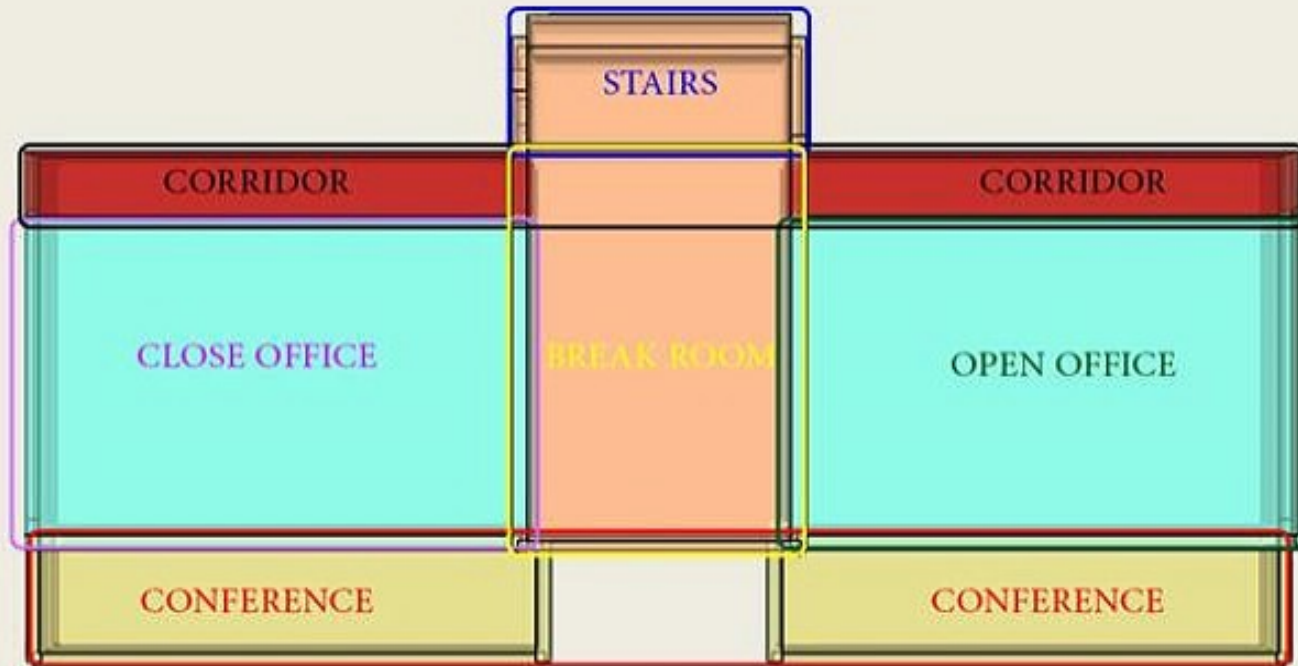 STAIRS
CORRIDOR
CORRIDOR
CLOSE OFFICE
BREAK ROOM
OPEN OFFICE
CONFERENCE
CONFERENCE